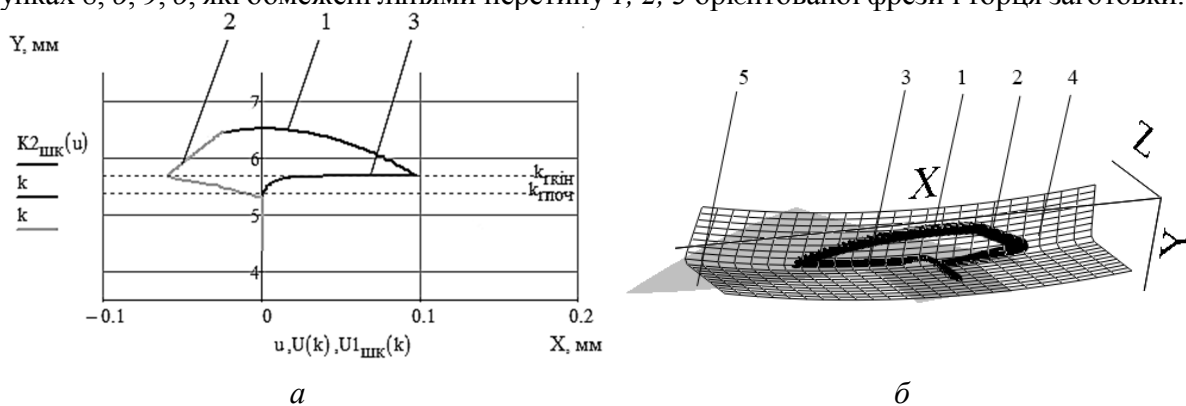 унках 8, б, 9, б, які обмежені лініями перетину 1, 2, 3 орієнтованої фрези і торця заготовки.
2 1 3
Y, мм
7
K2шк(u)
6
kгкін
k
kгпоч
k
5
4
−0.1 0 0.1 0.2
u ,U(k) ,U1шк(k) X, мм
а
5 3 1 2 4
Z
X
Y
б